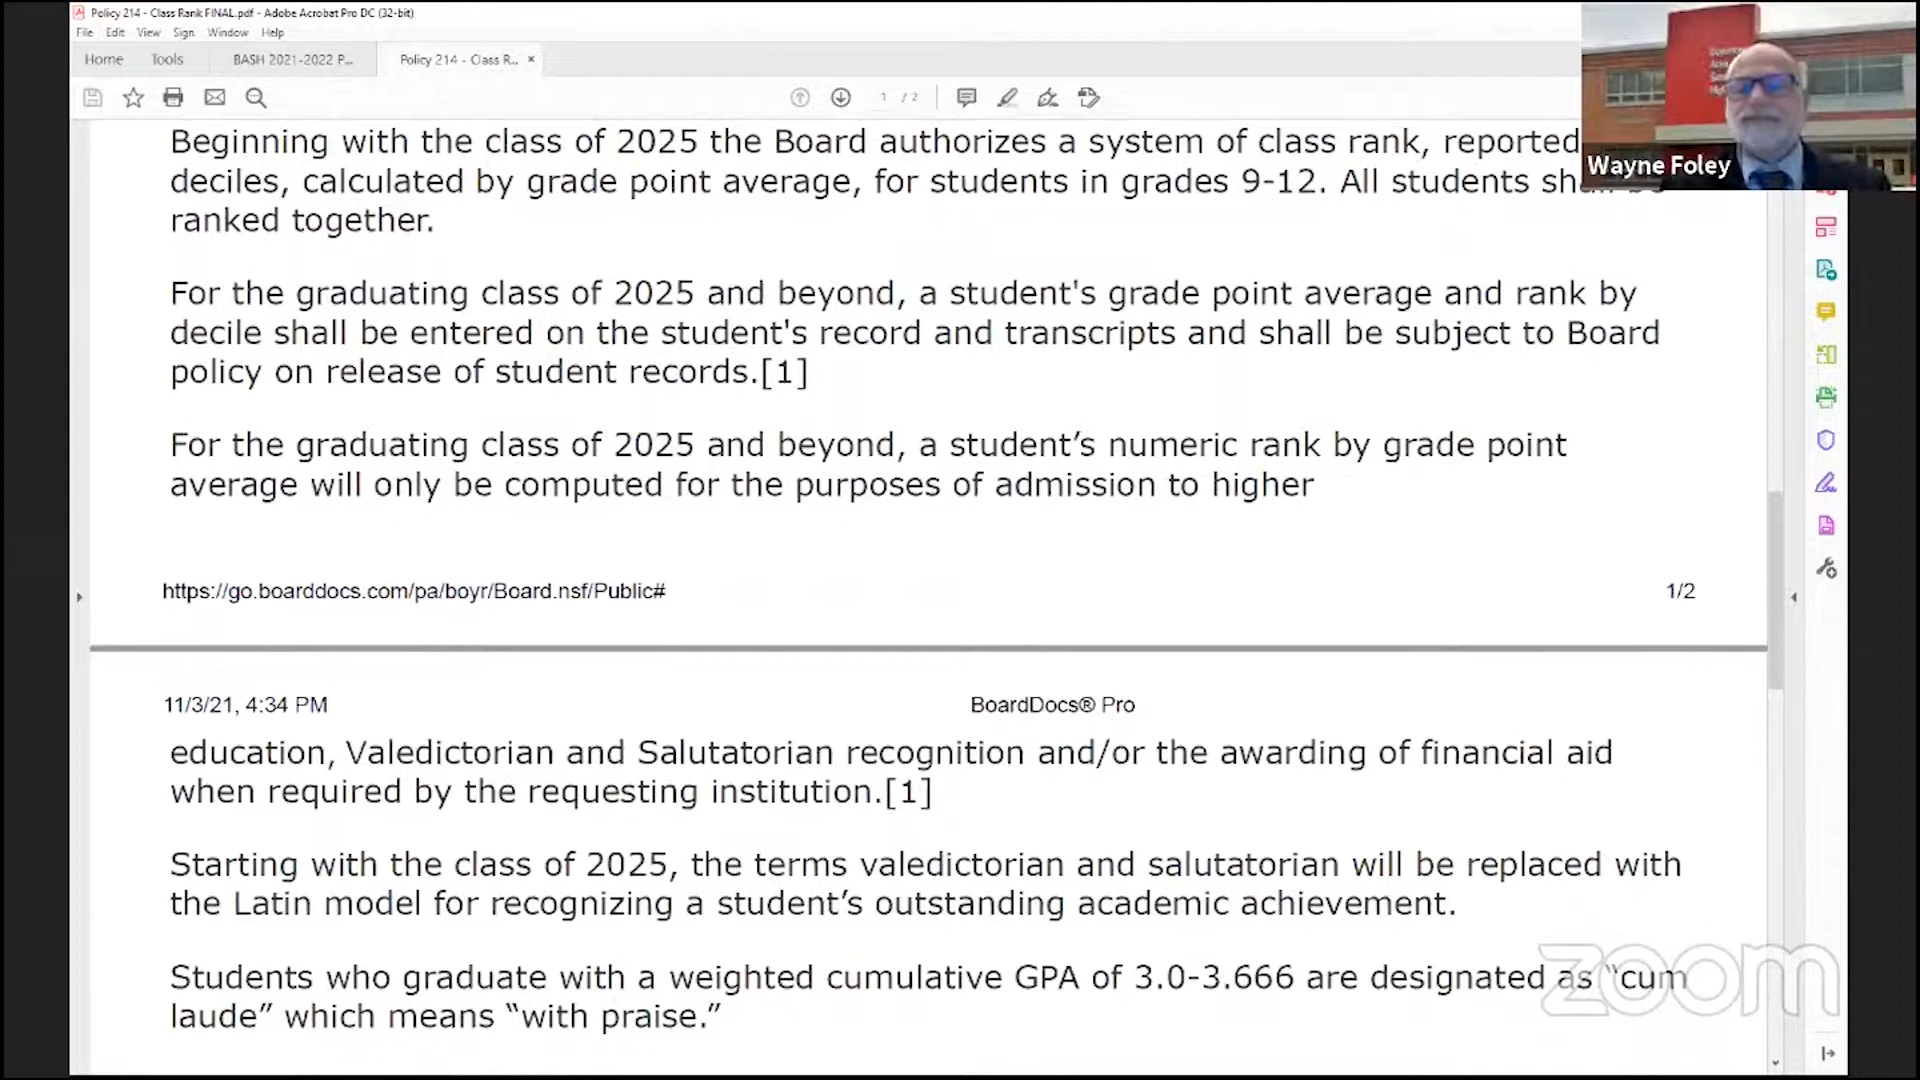 Policy 214 - Class Rank FINAL.pdf - Adobe Acrobat Pro DC (32-bit)
File Edit View Sign Window Help
Home Tools BASH 2021-2022 P... Policy 214 - Class R... ×
1 / 2
Beginning with the class of 2025 the Board authorizes a system of class rank, reported
deciles, calculated by grade point average, for students in grades 9-12. All students
ranked together.
For the graduating class of 2025 and beyond, a student's grade point average and rank by
decile shall be entered on the student's record and transcripts and shall be subject to Board
policy on release of student records.[1]
For the graduating class of 2025 and beyond, a student’s numeric rank by grade point
average will only be computed for the purposes of admission to higher
https://go.boarddocs.com/pa/boyr/Board.nsf/Public# 1/2
11/3/21, 4:34 PM BoardDocs® Pro
education, Valedictorian and Salutatorian recognition and/or the awarding of financial aid
when required by the requesting institution.[1]
Starting with the class of 2025, the terms valedictorian and salutatorian will be replaced with
the Latin model for recognizing a student’s outstanding academic achievement.
Students who graduate with a weighted cumulative GPA of 3.0-3.666 are designated as “cum
laude” which means “with praise.”
Wayne Foley
zoom